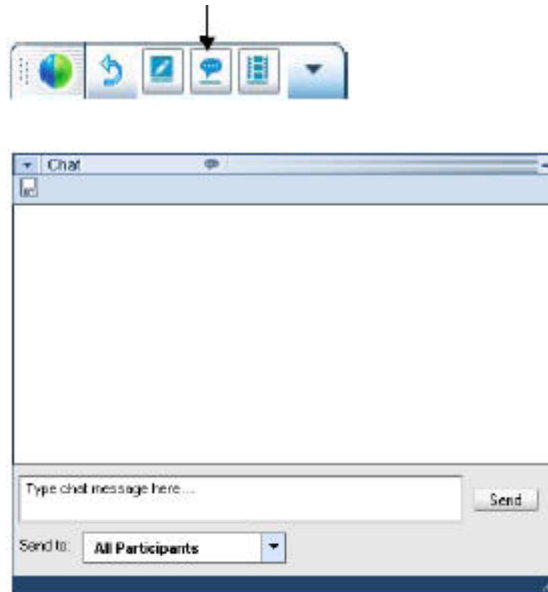 Chat
Type chat message here...
Send
Send to:
All Participants